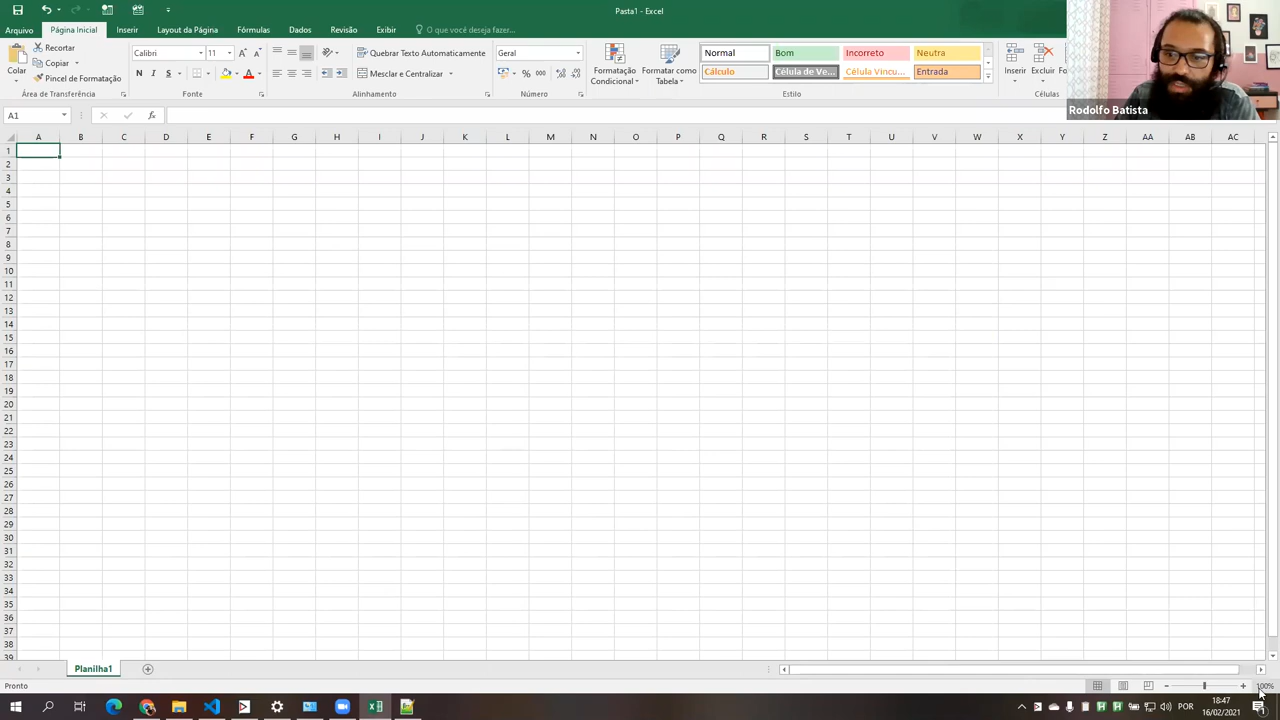 Pasta1 - Excel
Arquivo Página Inicial Inserir Layout da Página Fórmulas Dados Revisão Exibir O que você deseja fazer...
Colar
Recortar
Copiar
Pincel de Formatação
Área de Transferência
Calibri 11 A A
N I S A
Fonte
Quebrar Texto Automaticamente
Mesclar e Centralizar
Alinhamento
Geral
% 000
Número
Formatação Condicional
Formatar como Tabela
Normal Bom Incorreto Neutra
Cálculo Célula de Ve... Célula Vincu... Entrada
Estilo
Inserir Excluir
Células
Rodolfo Batista
A1 fx
A B C D E F G H I J K L M N O P Q R S T U V W X Y Z AA AB AC
1
2
3
4
5
6
7
8
9
10
11
12
13
14
15
16
17
18
19
20
21
22
23
24
25
26
27
28
29
30
31
32
33
34
35
36
37
38
39
Planilha1
Pronto 100%
POR 18:47
16/02/2021